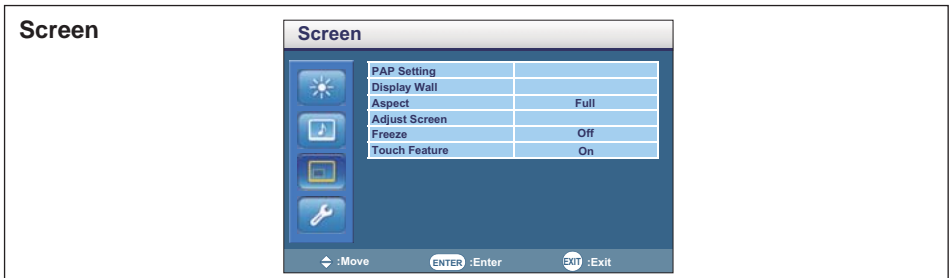 Screen
Screen
PAP Setting
Display Wall
Aspect Full
Adjust Screen
Freeze Off
Touch Feature On
:Move ENTER :Enter EXIT :Exit